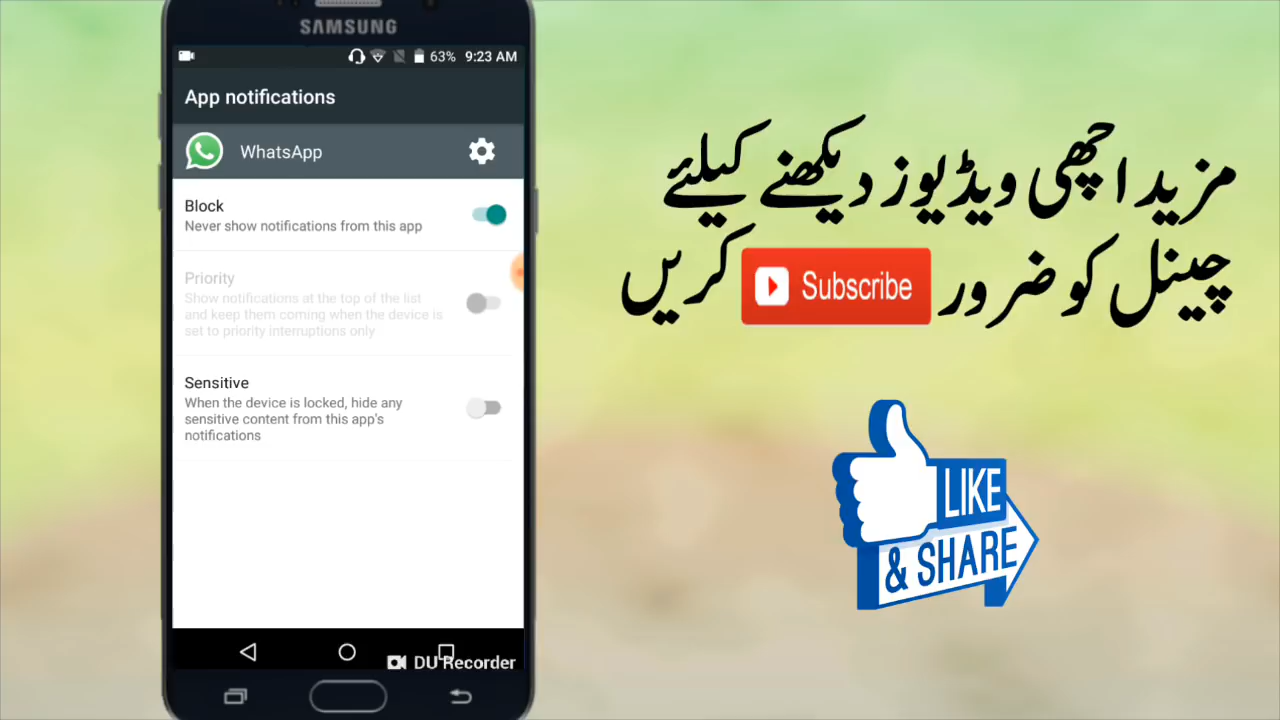 SAMSUNG
63% 9:23 AM
App notifications
WhatsApp
Block
Never show notifications from this app
Priority
Show notifications at the top of the list
and keep them coming when the device is
set to priority interruptions only
Sensitive
When the device is locked, hide any
sensitive content from this app's
notifications
DU Recorder
مزید اچھی ویڈیوز دیکھنے کیلئے
چینل کو ضرور Subscribe کریں
LIKE
& SHARE